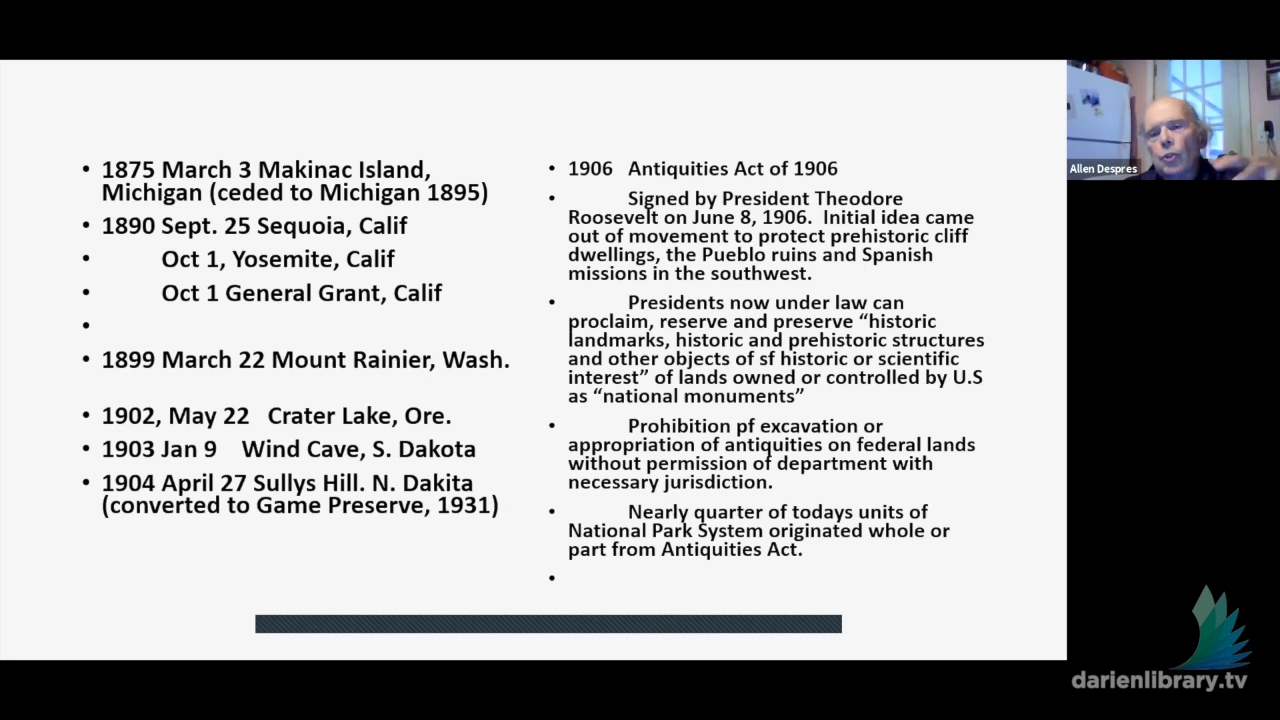 • 1875 March 3 Makinac Island,
Michigan (ceded to Michigan 1895)
• 1890 Sept. 25 Sequoia, Calif
• Oct 1, Yosemite, Calif
• Oct 1 General Grant, Calif
•
• 1899 March 22 Mount Rainier, Wash.
• 1902, May 22 Crater Lake, Ore.
• 1903 Jan 9 Wind Cave, S. Dakota
• 1904 April 27 Sullys Hill. N. Dakita
(converted to Game Preserve, 1931)
• 1906 Antiquities Act of 1906
• Signed by President Theodore
Roosevelt on June 8, 1906. Initial idea came
out of movement to protect prehistoric cliff
dwellings, the Pueblo ruins and Spanish
missions in the southwest.
• Presidents now under law can
proclaim, reserve and preserve “historic
landmarks, historic and prehistoric structures
and other objects of sf historic or scientific
interest” of lands owned or controlled by U.S
as “national monuments”
• Prohibition pf excavation or
appropriation of antiquities on federal lands
without permission of department with
necessary jurisdiction.
• Nearly quarter of todays units of
National Park System originated whole or
part from Antiquities Act.
•
Allen Despres
darienlibrary.tv